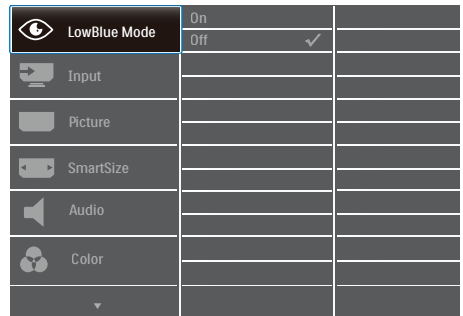 LowBlue Mode
On
Off
Input
Picture
SmartSize
Audio
Color